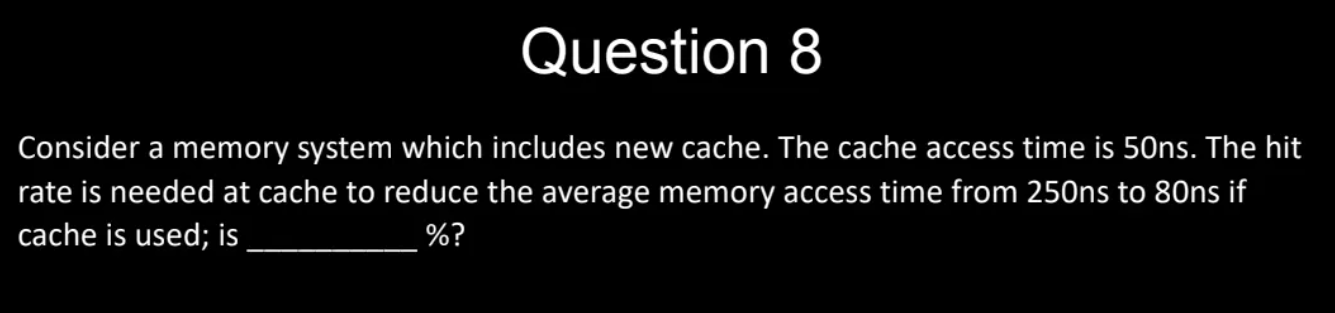 Question 8
Consider a memory system which includes new cache. The cache access time is 50ns. The hit
rate is needed at cache to reduce the average memory access time from 250ns to 80ns if
cache is used; is __________ %?